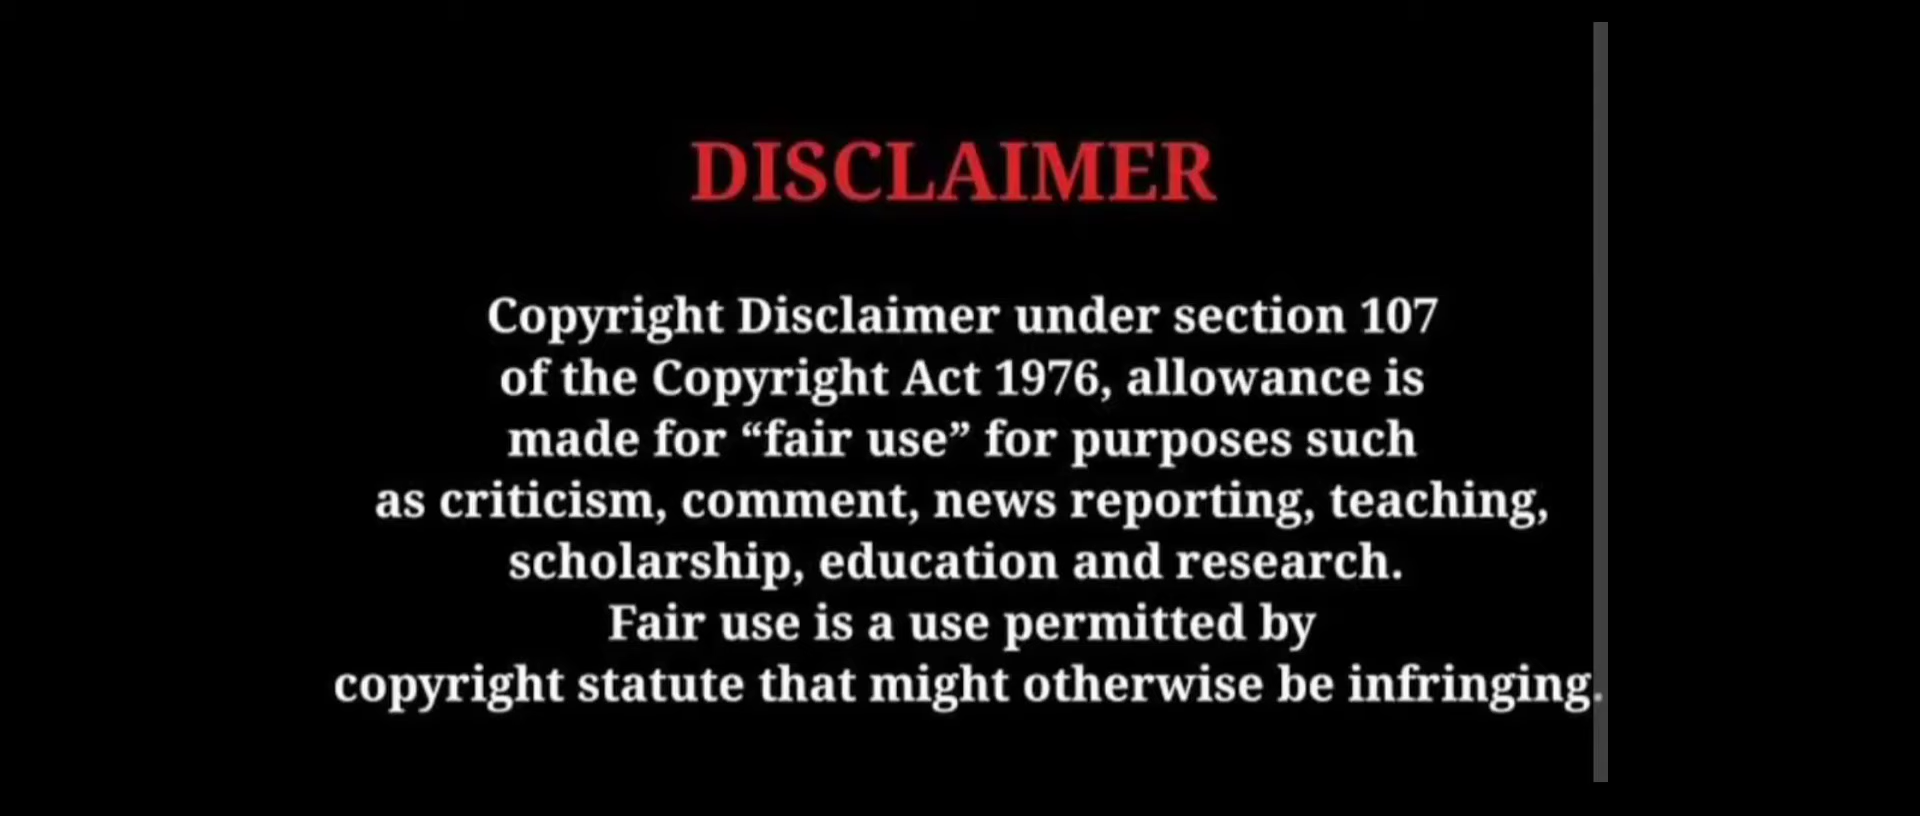 DISCLAIMER
Copyright Disclaimer under section 107
of the Copyright Act 1976, allowance is
made for “fair use” for purposes such
as criticism, comment, news reporting, teaching,
scholarship, education and research.
Fair use is a use permitted by
copyright statute that might otherwise be infringing.